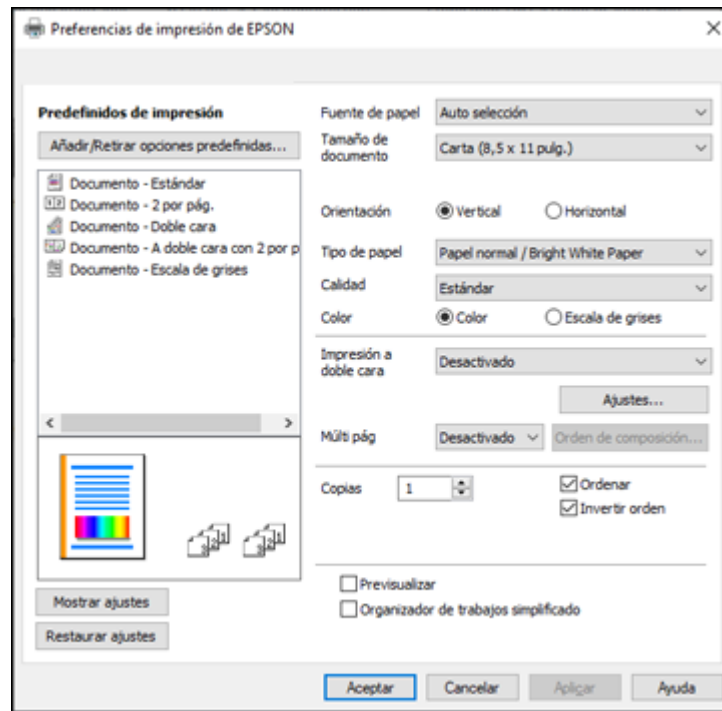 Preferencias de impresión de EPSON
Predefinidos de impresión
Añadir/Retirar opciones predefinidas...
Documento - Estándar
Documento - 2 por pág.
Documento - Doble cara
Documento - A doble cara con 2 por p
Documento - Escala de grises
Mostrar ajustes
Restaurar ajustes
Fuente de papel Auto selección
Tamaño de documento Carta (8,5 x 11 pulg.)
Orientación Vertical Horizontal
Tipo de papel Papel normal / Bright White Paper
Calidad Estándar
Color Color Escala de grises
Impresión a doble cara Desactivado
Ajustes...
Múlti pág Desactivado Orden de composición...
Copias 1 Ordenar
Invertir orden
Previsualizar
Organizador de trabajos simplificado
Aceptar Cancelar Aplicar Ayuda